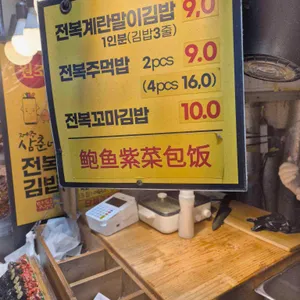 전복계란말이김밥 9,0
1인분(김밥3줄)
전복주먹밥 2pcs 9.0
(4pcs 16,0)
전복꼬마김밥 10.0
鲍鱼紫菜包饭
전복
김밥